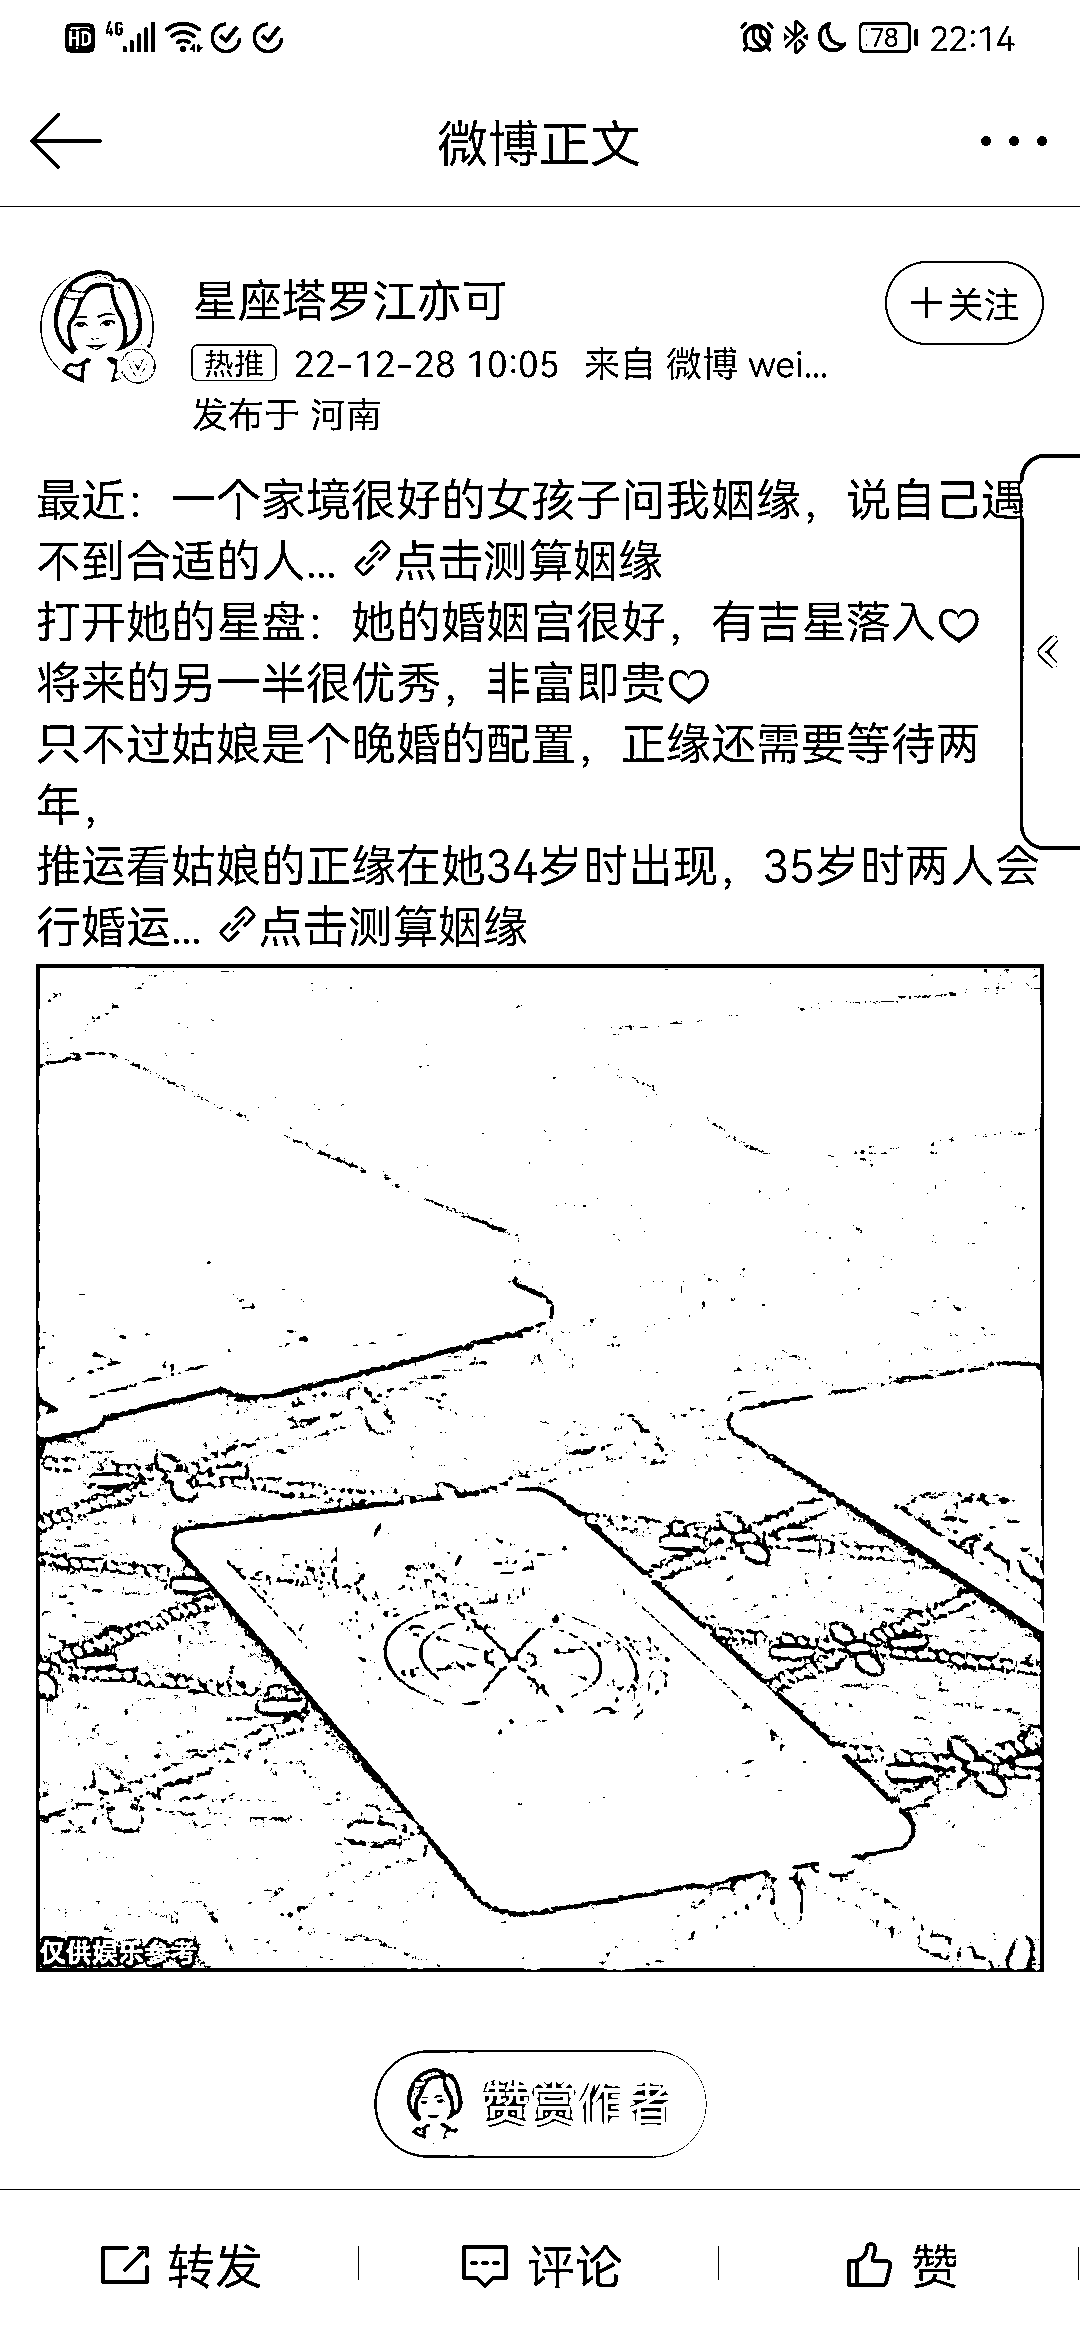 HD 4G 78 22:14
微博正文
星座塔罗江亦可
+关注
热推 22-12-28 10:05 来自 微博 wei...
发布于 河南
最近：一个家境很好的女孩子问我姻缘，说自己遇
不到合适的人... 点击测算姻缘
打开她的星盘：她的婚姻宫很好，有吉星落入♡
将来的另一半很优秀，非富即贵♡
只不过姑娘是个晚婚的配置，正缘还需要等待两
年，
推运看姑娘的正缘在她34岁时出现，35岁时两人会
行婚运... 点击测算姻缘
仅供娱乐参考
赞赏作者
转发 评论 赞